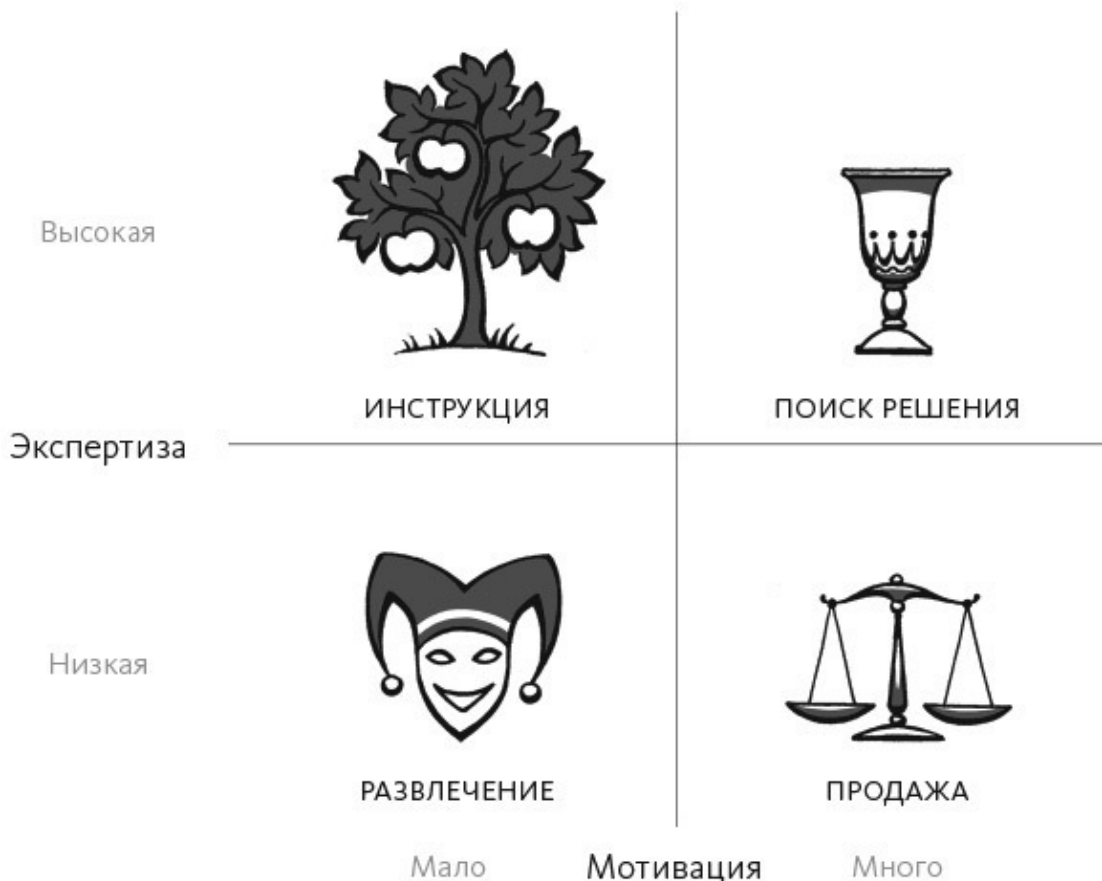 Высокая
ИНСТРУКЦИЯ
ПОИСК РЕШЕНИЯ
Экспертиза
Низкая
РАЗВЛЕЧЕНИЕ
ПРОДАЖА
Мало
Мотивация
Много